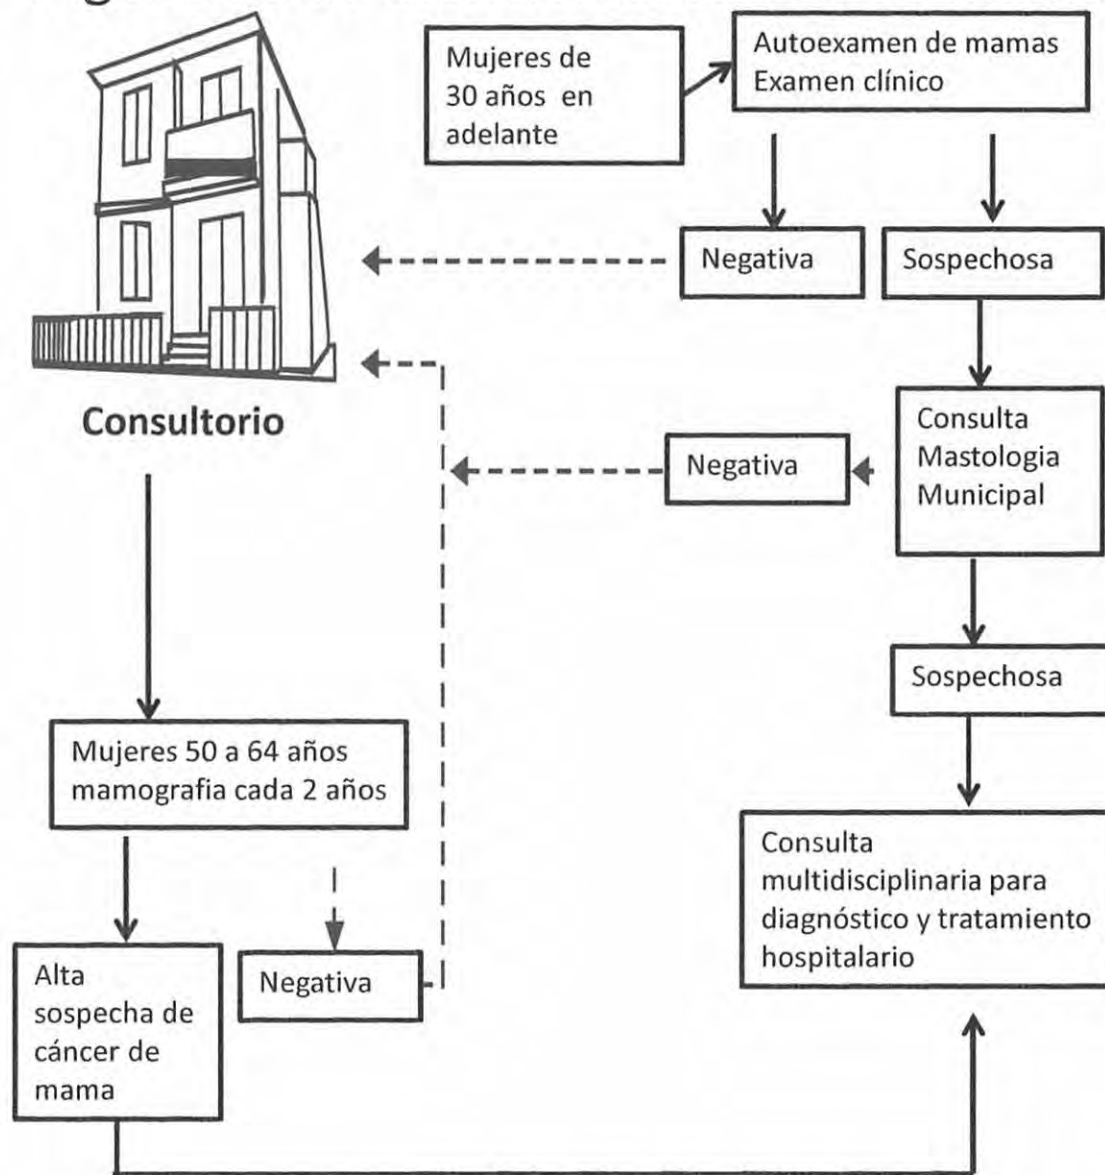 Mujeres de
30 años en
adelante
Autoexamen de mamas
Examen clínico
Negativa
Sospechosa
Consultorio
Negativa
Consulta
Mastologia
Municipal
Sospechosa
Mujeres 50 a 64 años
mamografia cada 2 años
Consulta
multidisciplinaria para
diagnóstico y tratamiento
hospitalario
Alta
sospecha de
cáncer de
mama
Negativa